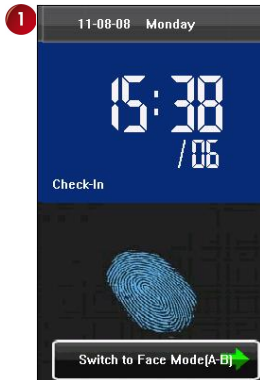 1
11-08-08 Monday
15:38
/06
Check-In
Switch to Face Mode[A-B]